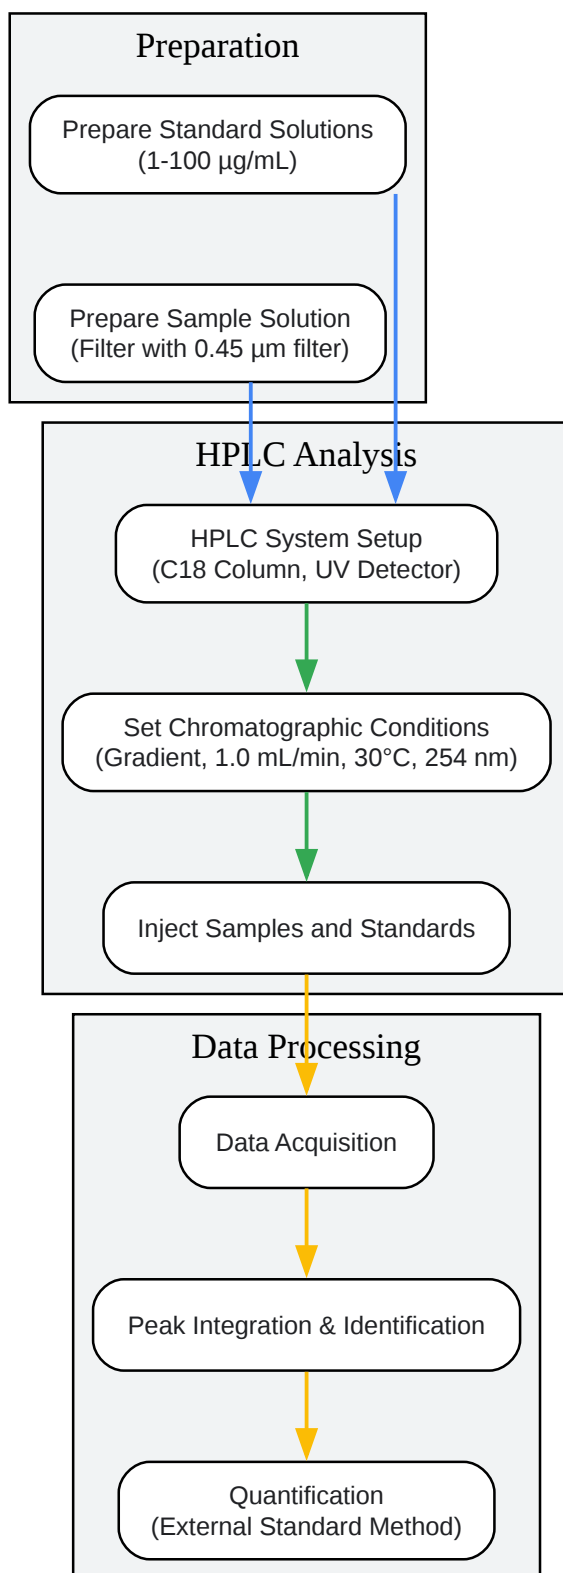 Preparation
Prepare Standard Solutions
(1-100 µg/mL)
Prepare Sample Solution
(Filter with 0.45 µm filter)
HPLC Analysis
HPLC System Setup
(C18 Column, UV Detector)
Set Chromatographic Conditions
(Gradient, 1.0 mL/min, 30°C, 254 nm)
Inject Samples and Standards
Data Processing
Data Acquisition
Peak Integration & Identification
Quantification
(External Standard Method)